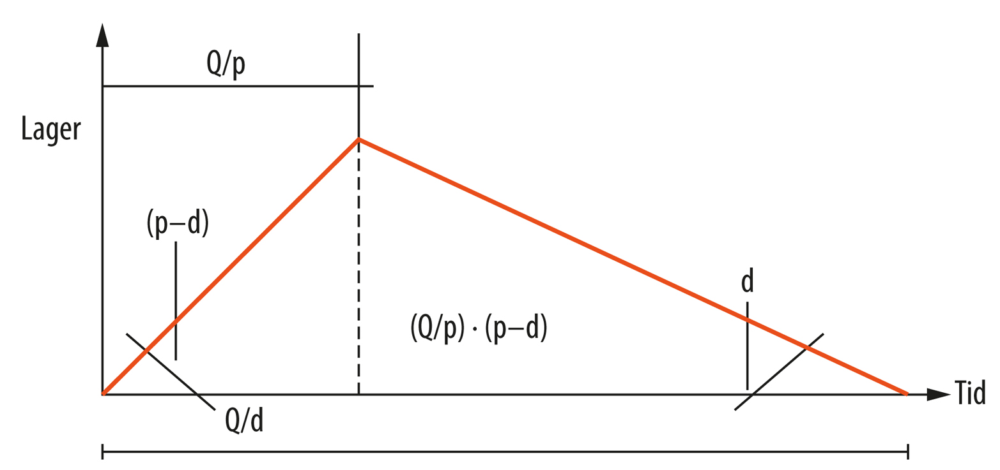 Q/p
Lager
(p–d)
d
(Q/p) · (p–d)
Tid
Q/d